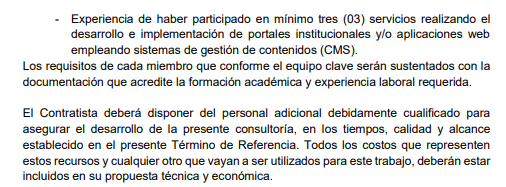 - Experiencia de haber participado en mínimo tres (03) servicios realizando el
desarrollo e implementación de portales institucionales y/o aplicaciones web
empleando sistemas de gestión de contenidos (CMS).
Los requisitos de cada miembro que conforme el equipo clave serán sustentados con la
documentación que acredite la formación académica y experiencia laboral requerida.
El Contratista deberá disponer del personal adicional debidamente cualificado para
asegurar el desarrollo de la presente consultoría, en los tiempos, calidad y alcance
establecido en el presente Término de Referencia. Todos los costos que representen
estos recursos y cualquier otro que vayan a ser utilizados para este trabajo, deberán estar
incluidos en su propuesta técnica y económica.